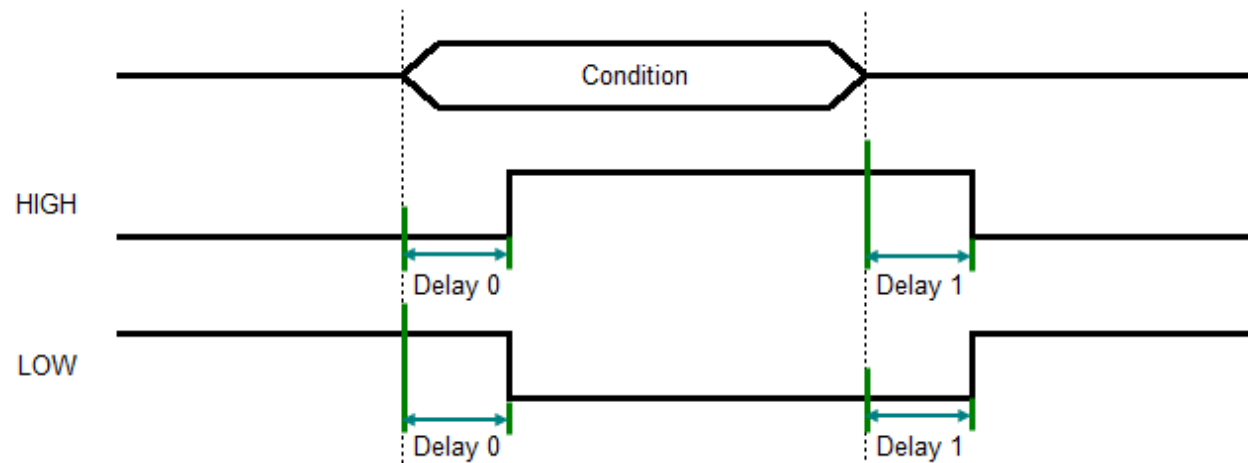 Condition
HIGH
Delay 0
Delay 1
LOW
Delay 0
Delay 1